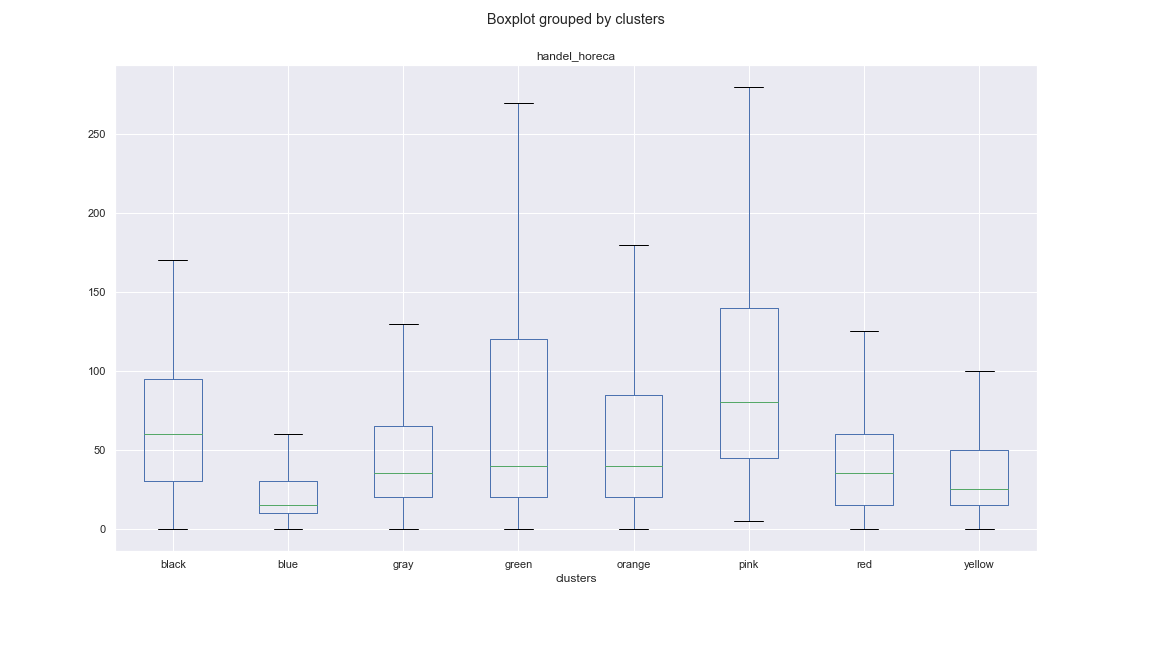 Boxplot grouped by clusters
handel_horeca
250
200
150
100
50
0
black blue gray green orange pink red yellow
clusters